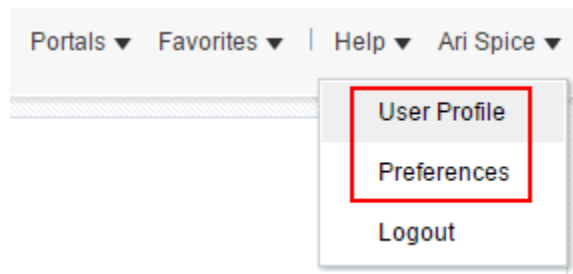 Portals ▼ Favorites ▼ | Help ▼ Ari Spice ▼
User Profile
Preferences
Logout